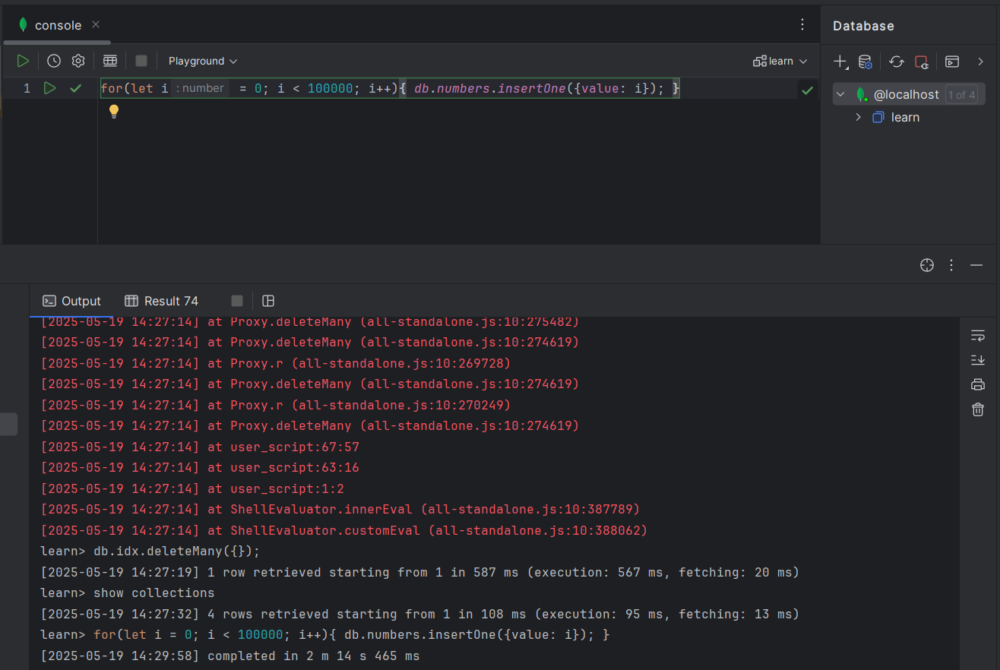 console
Database
Playground
learn
1
for(let i : number = 0; i < 100000; i++){ db.numbers.insertOne({value: i}); }
@localhost 1 of 4
learn
Output
Result 74
[2025-05-19 14:27:14] at Proxy.deleteMany (all-standalone.js:10:275482)
[2025-05-19 14:27:14] at Proxy.deleteMany (all-standalone.js:10:274619)
[2025-05-19 14:27:14] at Proxy.r (all-standalone.js:10:269728)
[2025-05-19 14:27:14] at Proxy.deleteMany (all-standalone.js:10:274619)
[2025-05-19 14:27:14] at Proxy.r (all-standalone.js:10:270249)
[2025-05-19 14:27:14] at Proxy.deleteMany (all-standalone.js:10:274619)
[2025-05-19 14:27:14] at user_script:67:57
[2025-05-19 14:27:14] at user_script:63:16
[2025-05-19 14:27:14] at user_script:1:2
[2025-05-19 14:27:14] at ShellEvaluator.innerEval (all-standalone.js:10:387789)
[2025-05-19 14:27:14] at ShellEvaluator.customEval (all-standalone.js:10:388062)
learn> db.idx.deleteMany({});
[2025-05-19 14:27:19] 1 row retrieved starting from 1 in 587 ms (execution: 567 ms, fetching: 20 ms)
learn> show collections
[2025-05-19 14:27:32] 4 rows retrieved starting from 1 in 108 ms (execution: 95 ms, fetching: 13 ms)
learn> for(let i = 0; i < 100000; i++){ db.numbers.insertOne({value: i}); }
[2025-05-19 14:29:58] completed in 2 m 14 s 465 ms